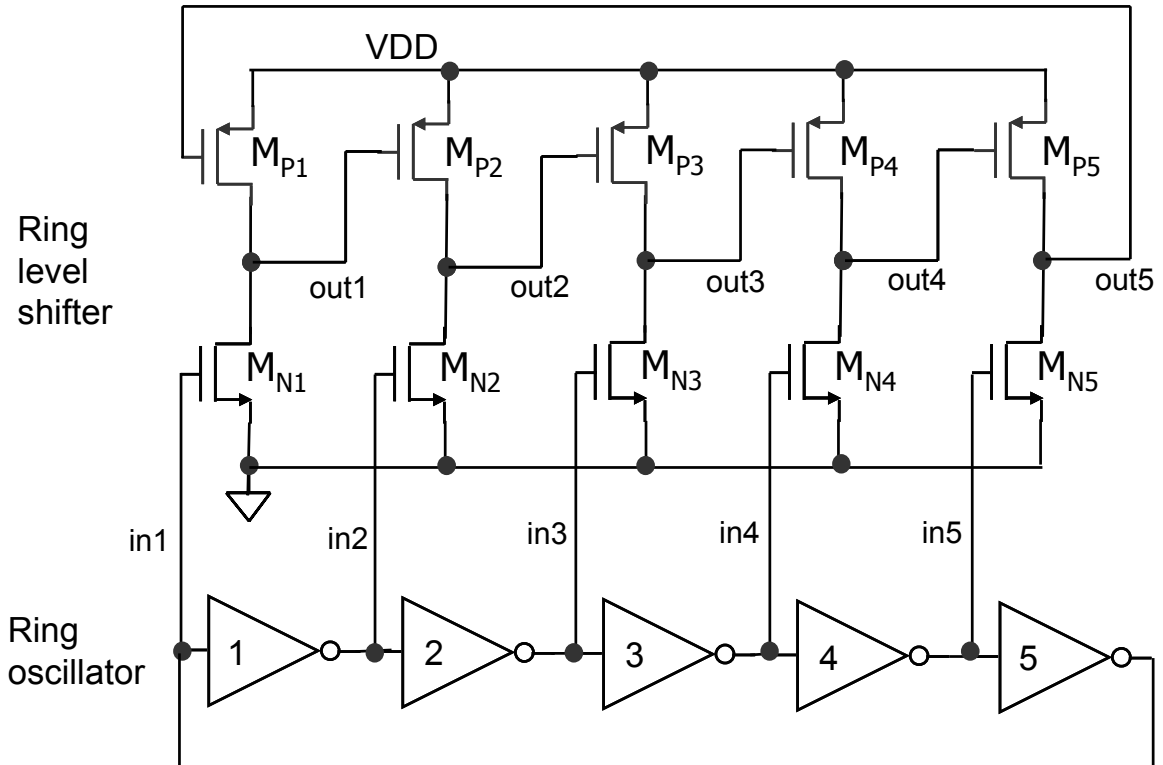 VDD
MP1
MP2
MP3
MP4
MP5
Ring
level
shifter
out1
out2
out3
out4
out5
MN1
MN2
MN3
MN4
MN5
in1
in2
in3
in4
in5
Ring
oscillator
1
2
3
4
5